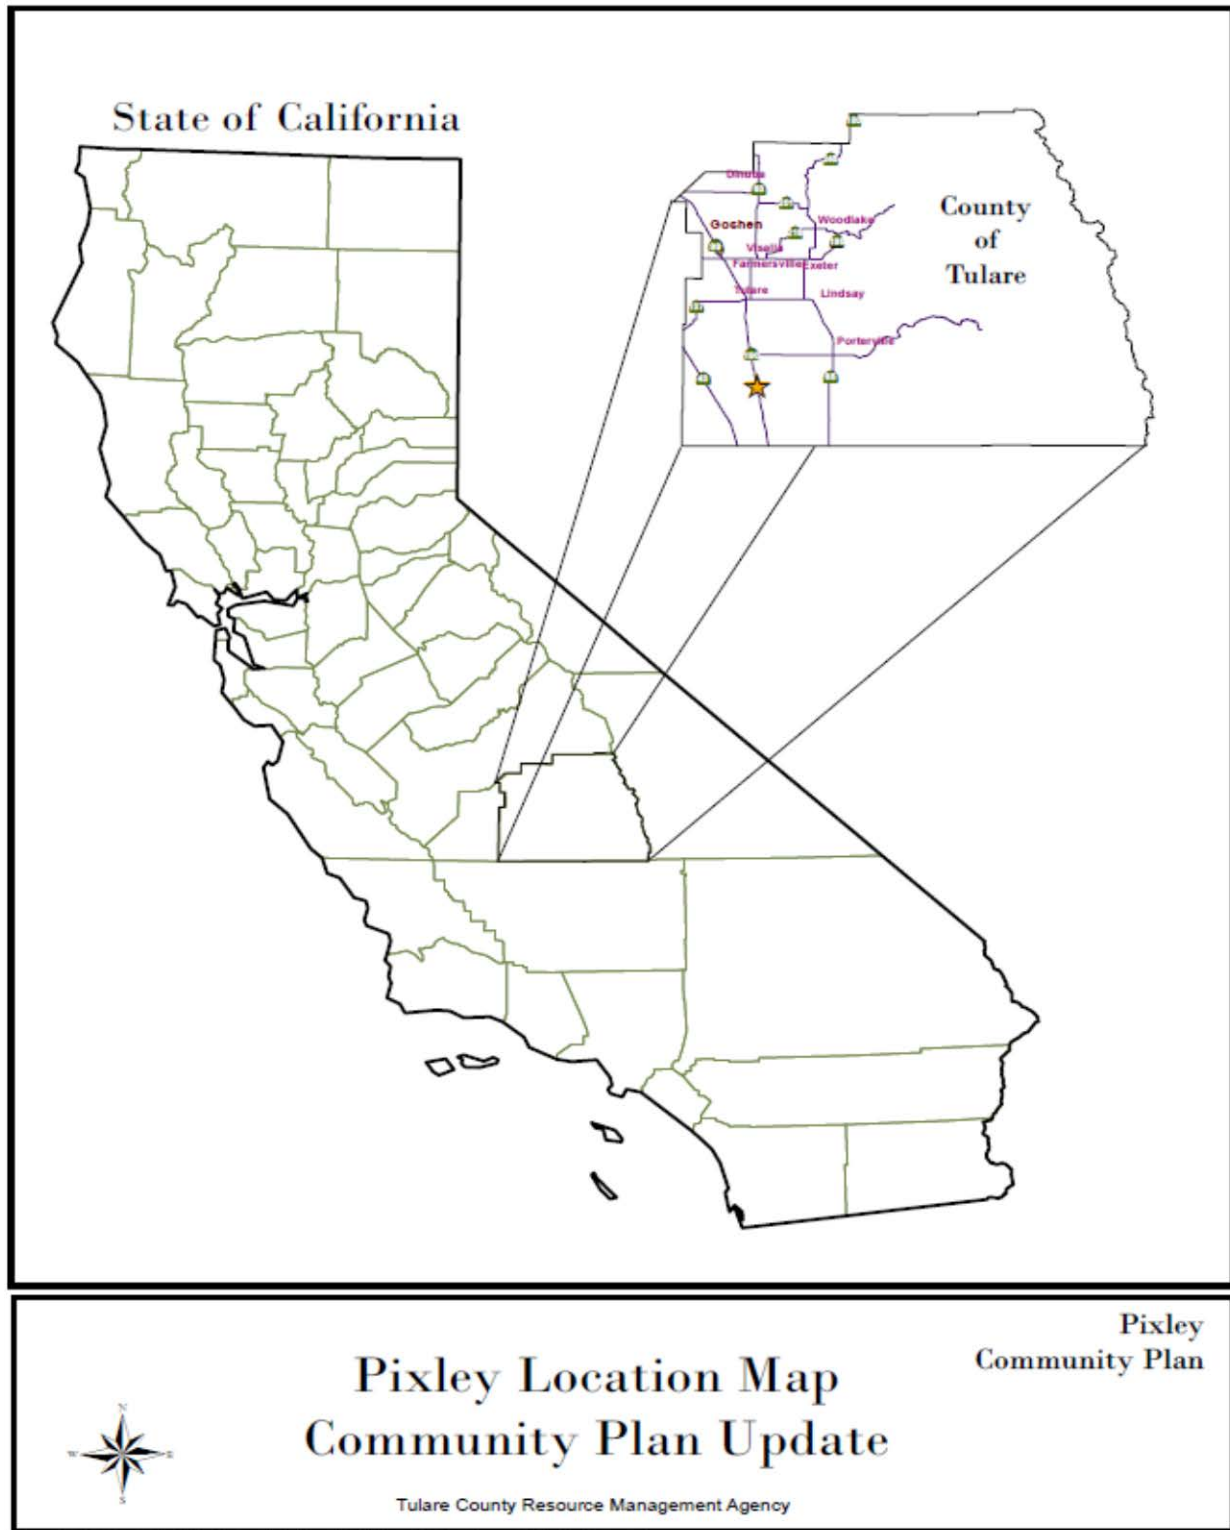 State of California
County
of
Tulare
Dinuba
Woodlake
Goshen
Visalia
Farmersville Exeter
Tulare
Lindsay
Porterville
Pixley
Community Plan
Pixley Location Map
Community Plan Update
Tulare County Resource Management Agency
N
W E
S